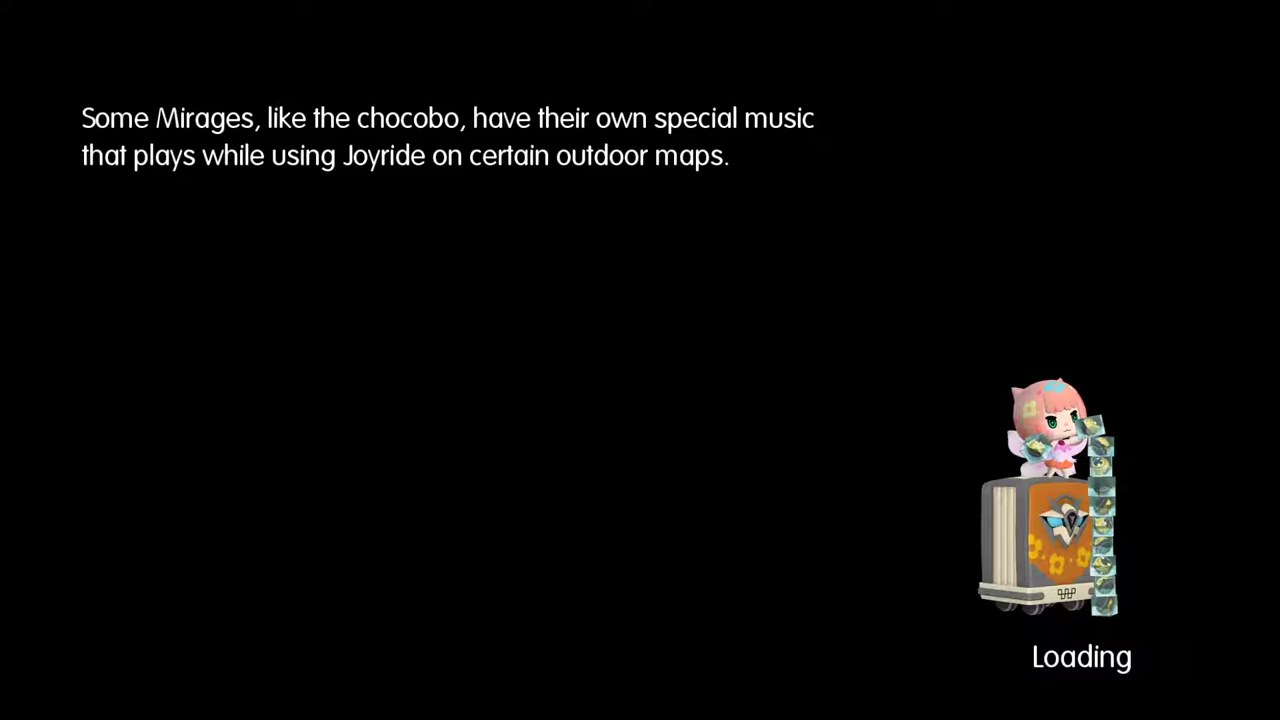 Some Mirages, like the chocobo, have their own special music
that plays while using Joyride on certain outdoor maps.
Loading